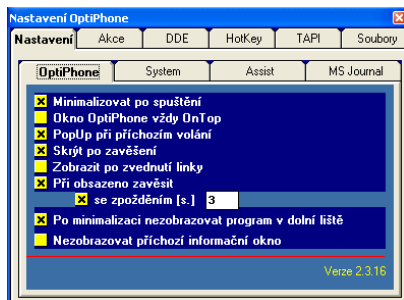 Nastavení OptiPhone
Nastavení Akce DDE HotKey TAPI Soubory
OptiPhone System Assist MS Journal
Minimalizovat po spuštění
Okno OptiPhone vždy OnTop
PopUp při příchozím volání
Skrýt po zavěšení
Zobrazit po zvednutí linky
Při obsazeno zavěsit
se zpožděním [s.] 3
Po minimalizaci nezobrazovat program v dolní liště
Nezobrazovat příchozí informační okno
Verze 2.3.16